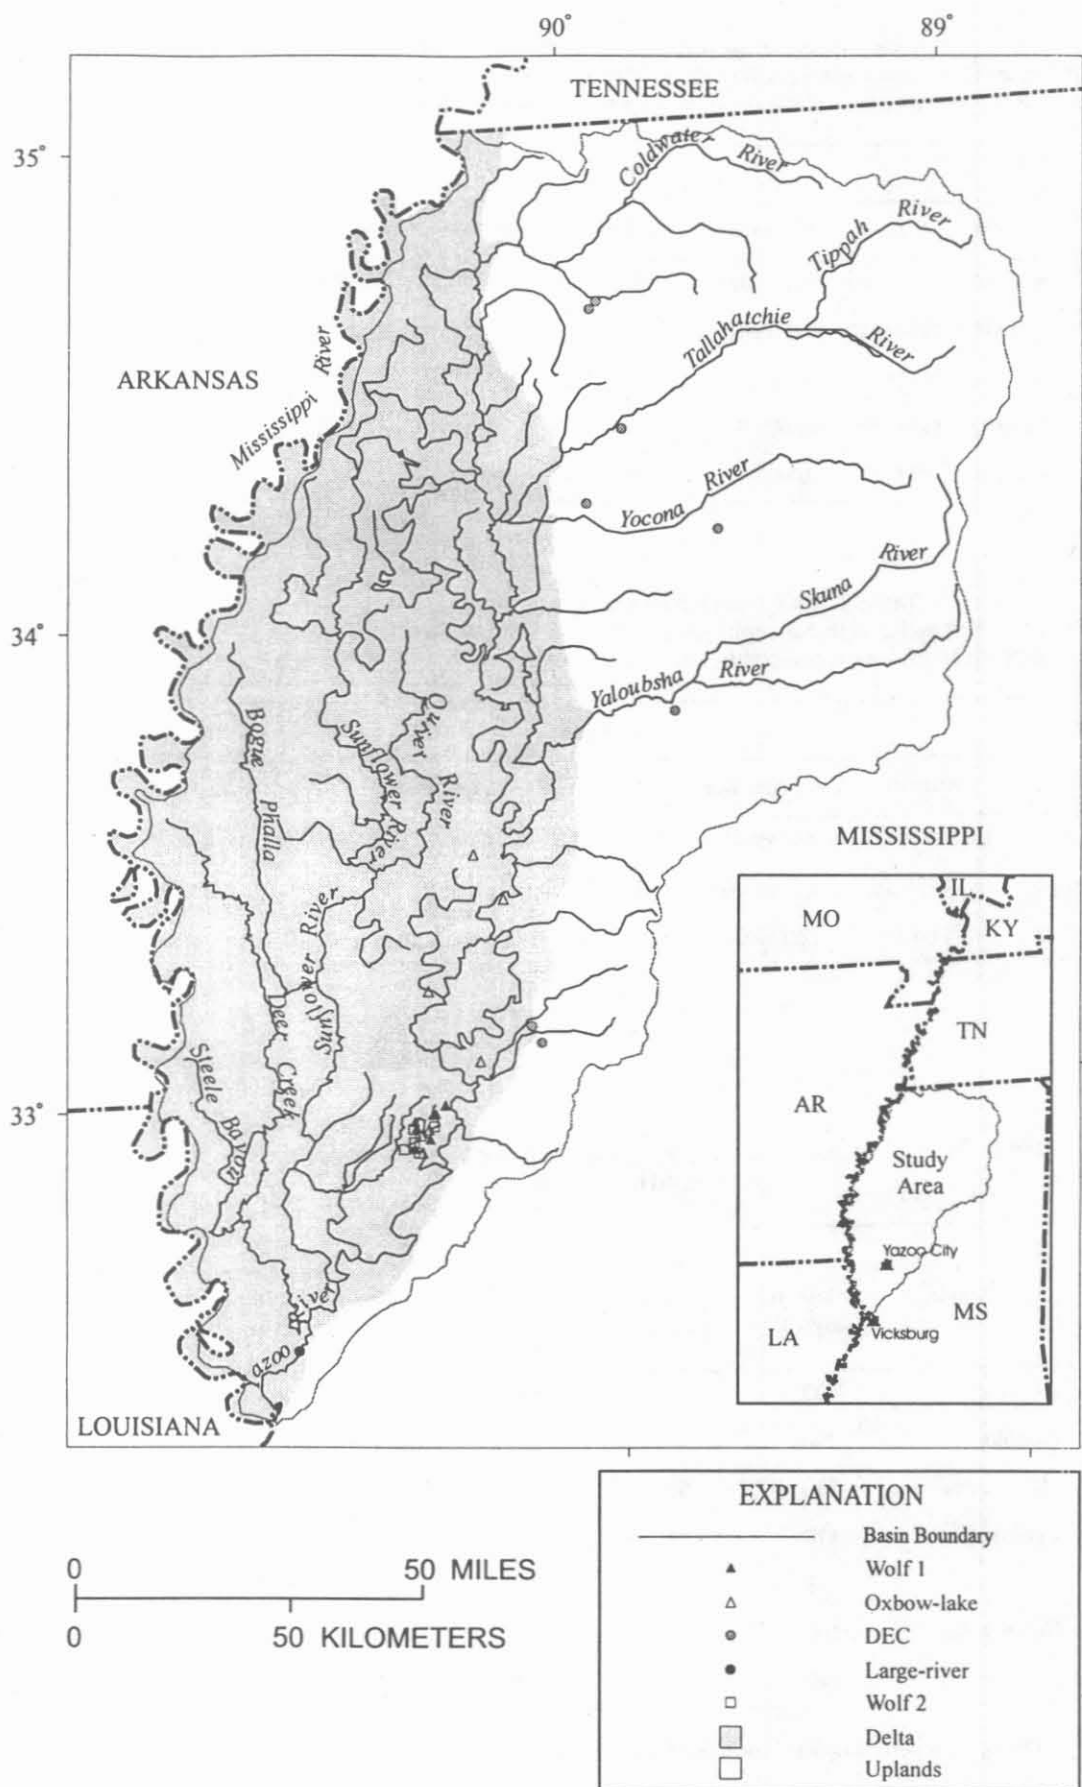 90°
89°
TENNESSEE
35°
Coldwater River
Tippah River
Tallahatchie River
ARKANSAS
Mississippi River
Yocona River
Skuna River
34°
Yaloubsha River
Quiver River
Sunflower River
Bogue Phalia
MISSISSIPPI
Sunflower River
Deer Creek
Steele Bayou
33°
River
azoo
LOUISIANA
IL
MO
KY
TN
AR
Study
Area
Yazoo City
MS
LA
Vicksburg
EXPLANATION
Basin Boundary
Wolf 1
Oxbow-lake
DEC
Large-river
Wolf 2
Delta
Uplands
0 50 MILES
0 50 KILOMETERS